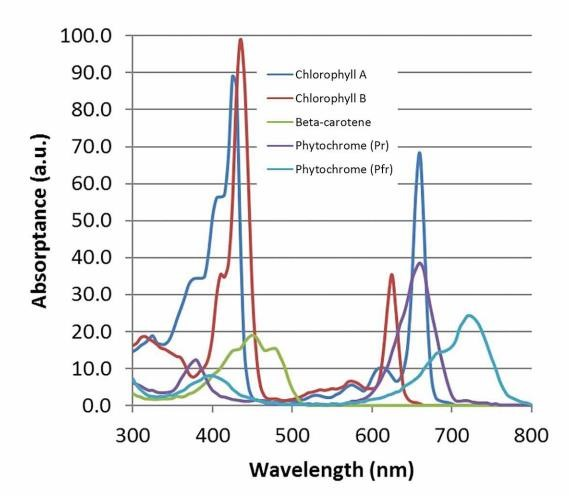 100.0
90.0
80.0
70.0
60.0
50.0
40.0
30.0
20.0
10.0
0.0
Absorptance (a.u.)
Chlorophyll A
Chlorophyll B
Beta-carotene
Phytochrome (Pr)
Phytochrome (Pfr)
300 400 500 600 700 800
Wavelength (nm)